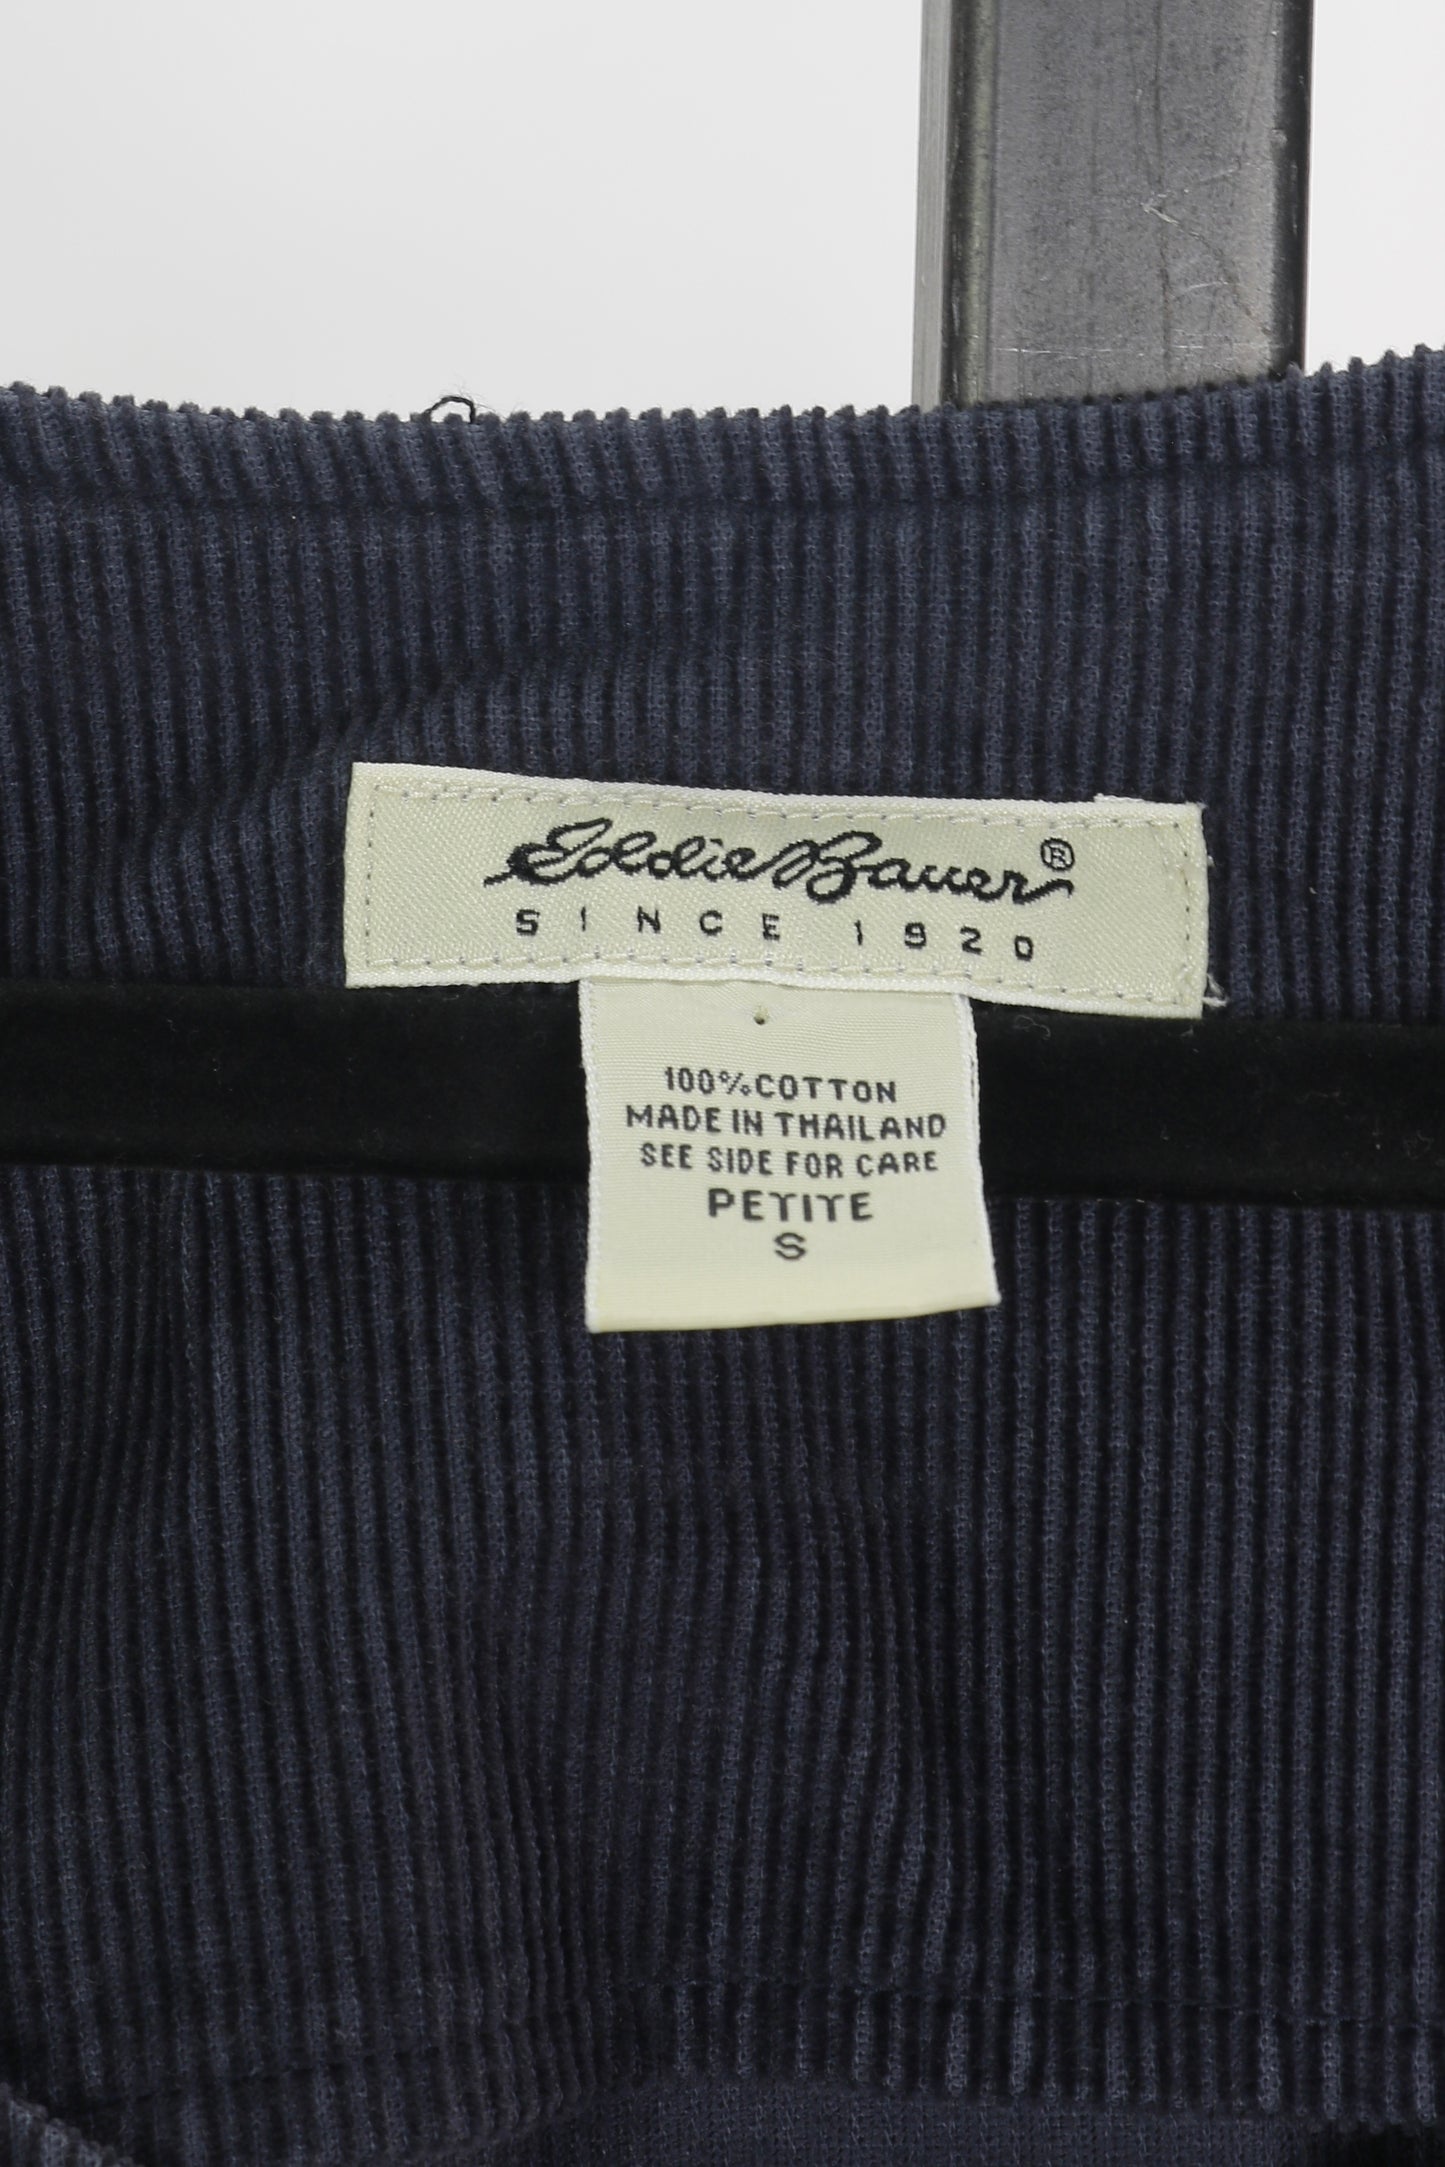 Eddie Bauer®
SINCE 1920
100% COTTON
MADE IN THAILAND
SEE SIDE FOR CARE
PETITE
S